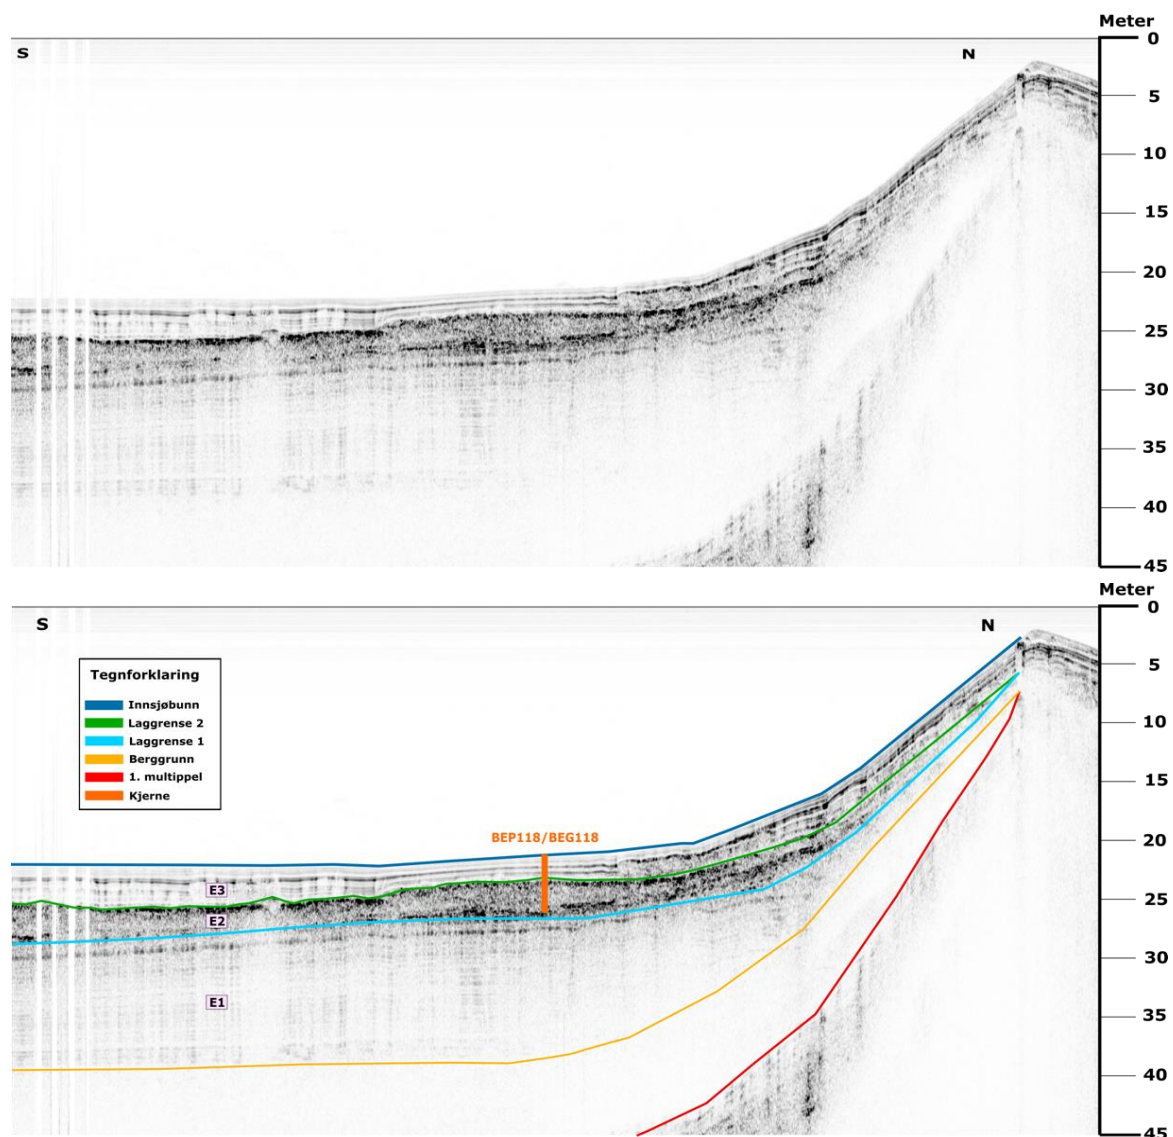 Meter
0
S
N
5
10
15
20
25
30
35
40
45
Meter
0
S
N
Tegnforklaring
Innsjøbunn
Laggrense 2
Laggrense 1
Berggrunn
1. multippel
Kjerne
5
10
15
20
BEP118/BEG118
E3
25
E2
30
E1
35
40
45